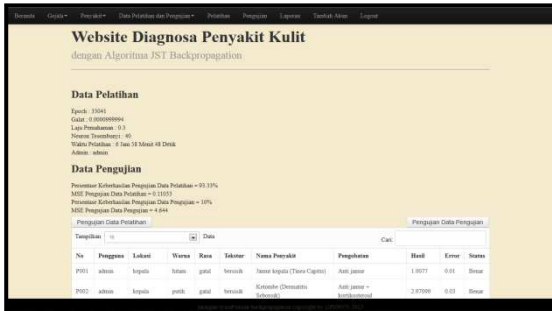 Beranda Gejala Penyakit Data Pelatihan dan Pengujian Pelatihan Pengujian Laporan Tambah Akun Logout
Website Diagnosa Penyakit Kulit
dengan Algoritma JST Backpropagation
Data Pelatihan
Epoch : 35041
Galat : 0.0000999994
Laju Pemahaman : 0.3
Neuron Tersembunyi : 40
Waktu Pelatihan : 8 Jam 58 Menit 48 Detik
Admin : admin
Data Pengujian
Persentase Keberhasilan Pengujian Data Pelatihan = 93.33%
MSE Pengujian Data Pelatihan = 0.11033
Persentase Keberhasilan Pengujian Data Pengujian = 10%
MSE Pengujian Data Pengujian = 4.644
Pengujian Data Pelatihan Pengujian Data Pengujian
Tampilkan 10 Data Cari:
No Pengguna Lokasi Warna Rasa Tekstur Nama Penyakit Pengobatan Hasil Error Status
P001 admin kepala hitam gatal bersisik Jamur kepala (Tinea Capitis) Anti jamur 1.0077 0.01 Benar
P002 admin kepala putih gatal bersisik Ketombe (Dermatitis Seboroik) Anti jamur + kortikosteroid 2.97090 0.03 Benar